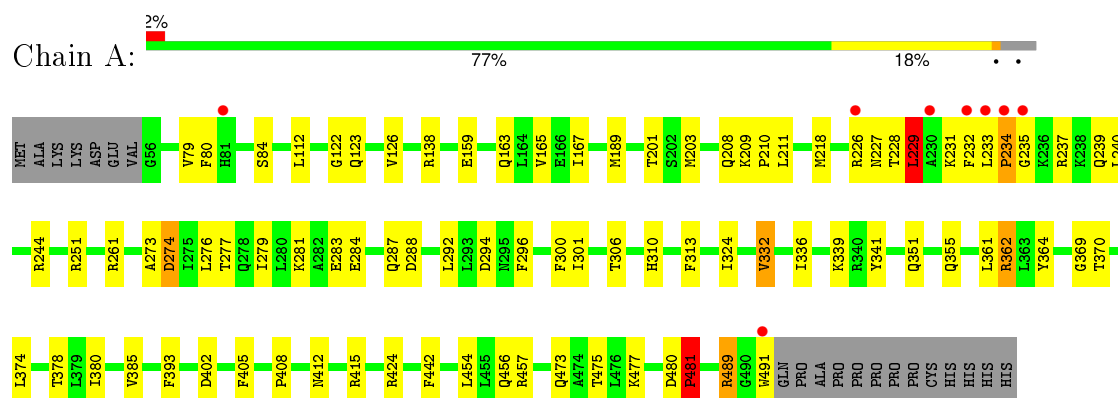 2%
Chain A:
77% 18% • •
MET ALA LYS LYS ASP GLU VAL G56 V79 F80 H81 S84 L112 G122 Q123 V126 R138 E159 Q163 L164 V165 E166 I167 M189 T201 S202 M203 Q208 K209 P210 L211 M218 R226 N227 T228 L229 A230 K231 F232 L233 P234 G235 K236 R237 K238 Q239 L240
R244 R251 R261 A273 D274 I275 L276 T277 Q278 I279 L280 K281 A282 E283 E284 Q287 D288 L292 L293 D294 N295 F296 F300 I301 T306 H310 F313 I324 V332 I336 K339 R340 Y341 Q351 Q355 L361 R362 L363 Y364 G369 T370
L374 T378 L379 I380 V385 F393 D402 F405 P408 N412 R415 R424 F442 L454 L455 Q456 R457 Q473 A474 T475 L476 K477 D480 P481 R489 G490 W491 GLN PRO ALA PRO PRO PRO PRO PRO CYS HIS HIS HIS HIS